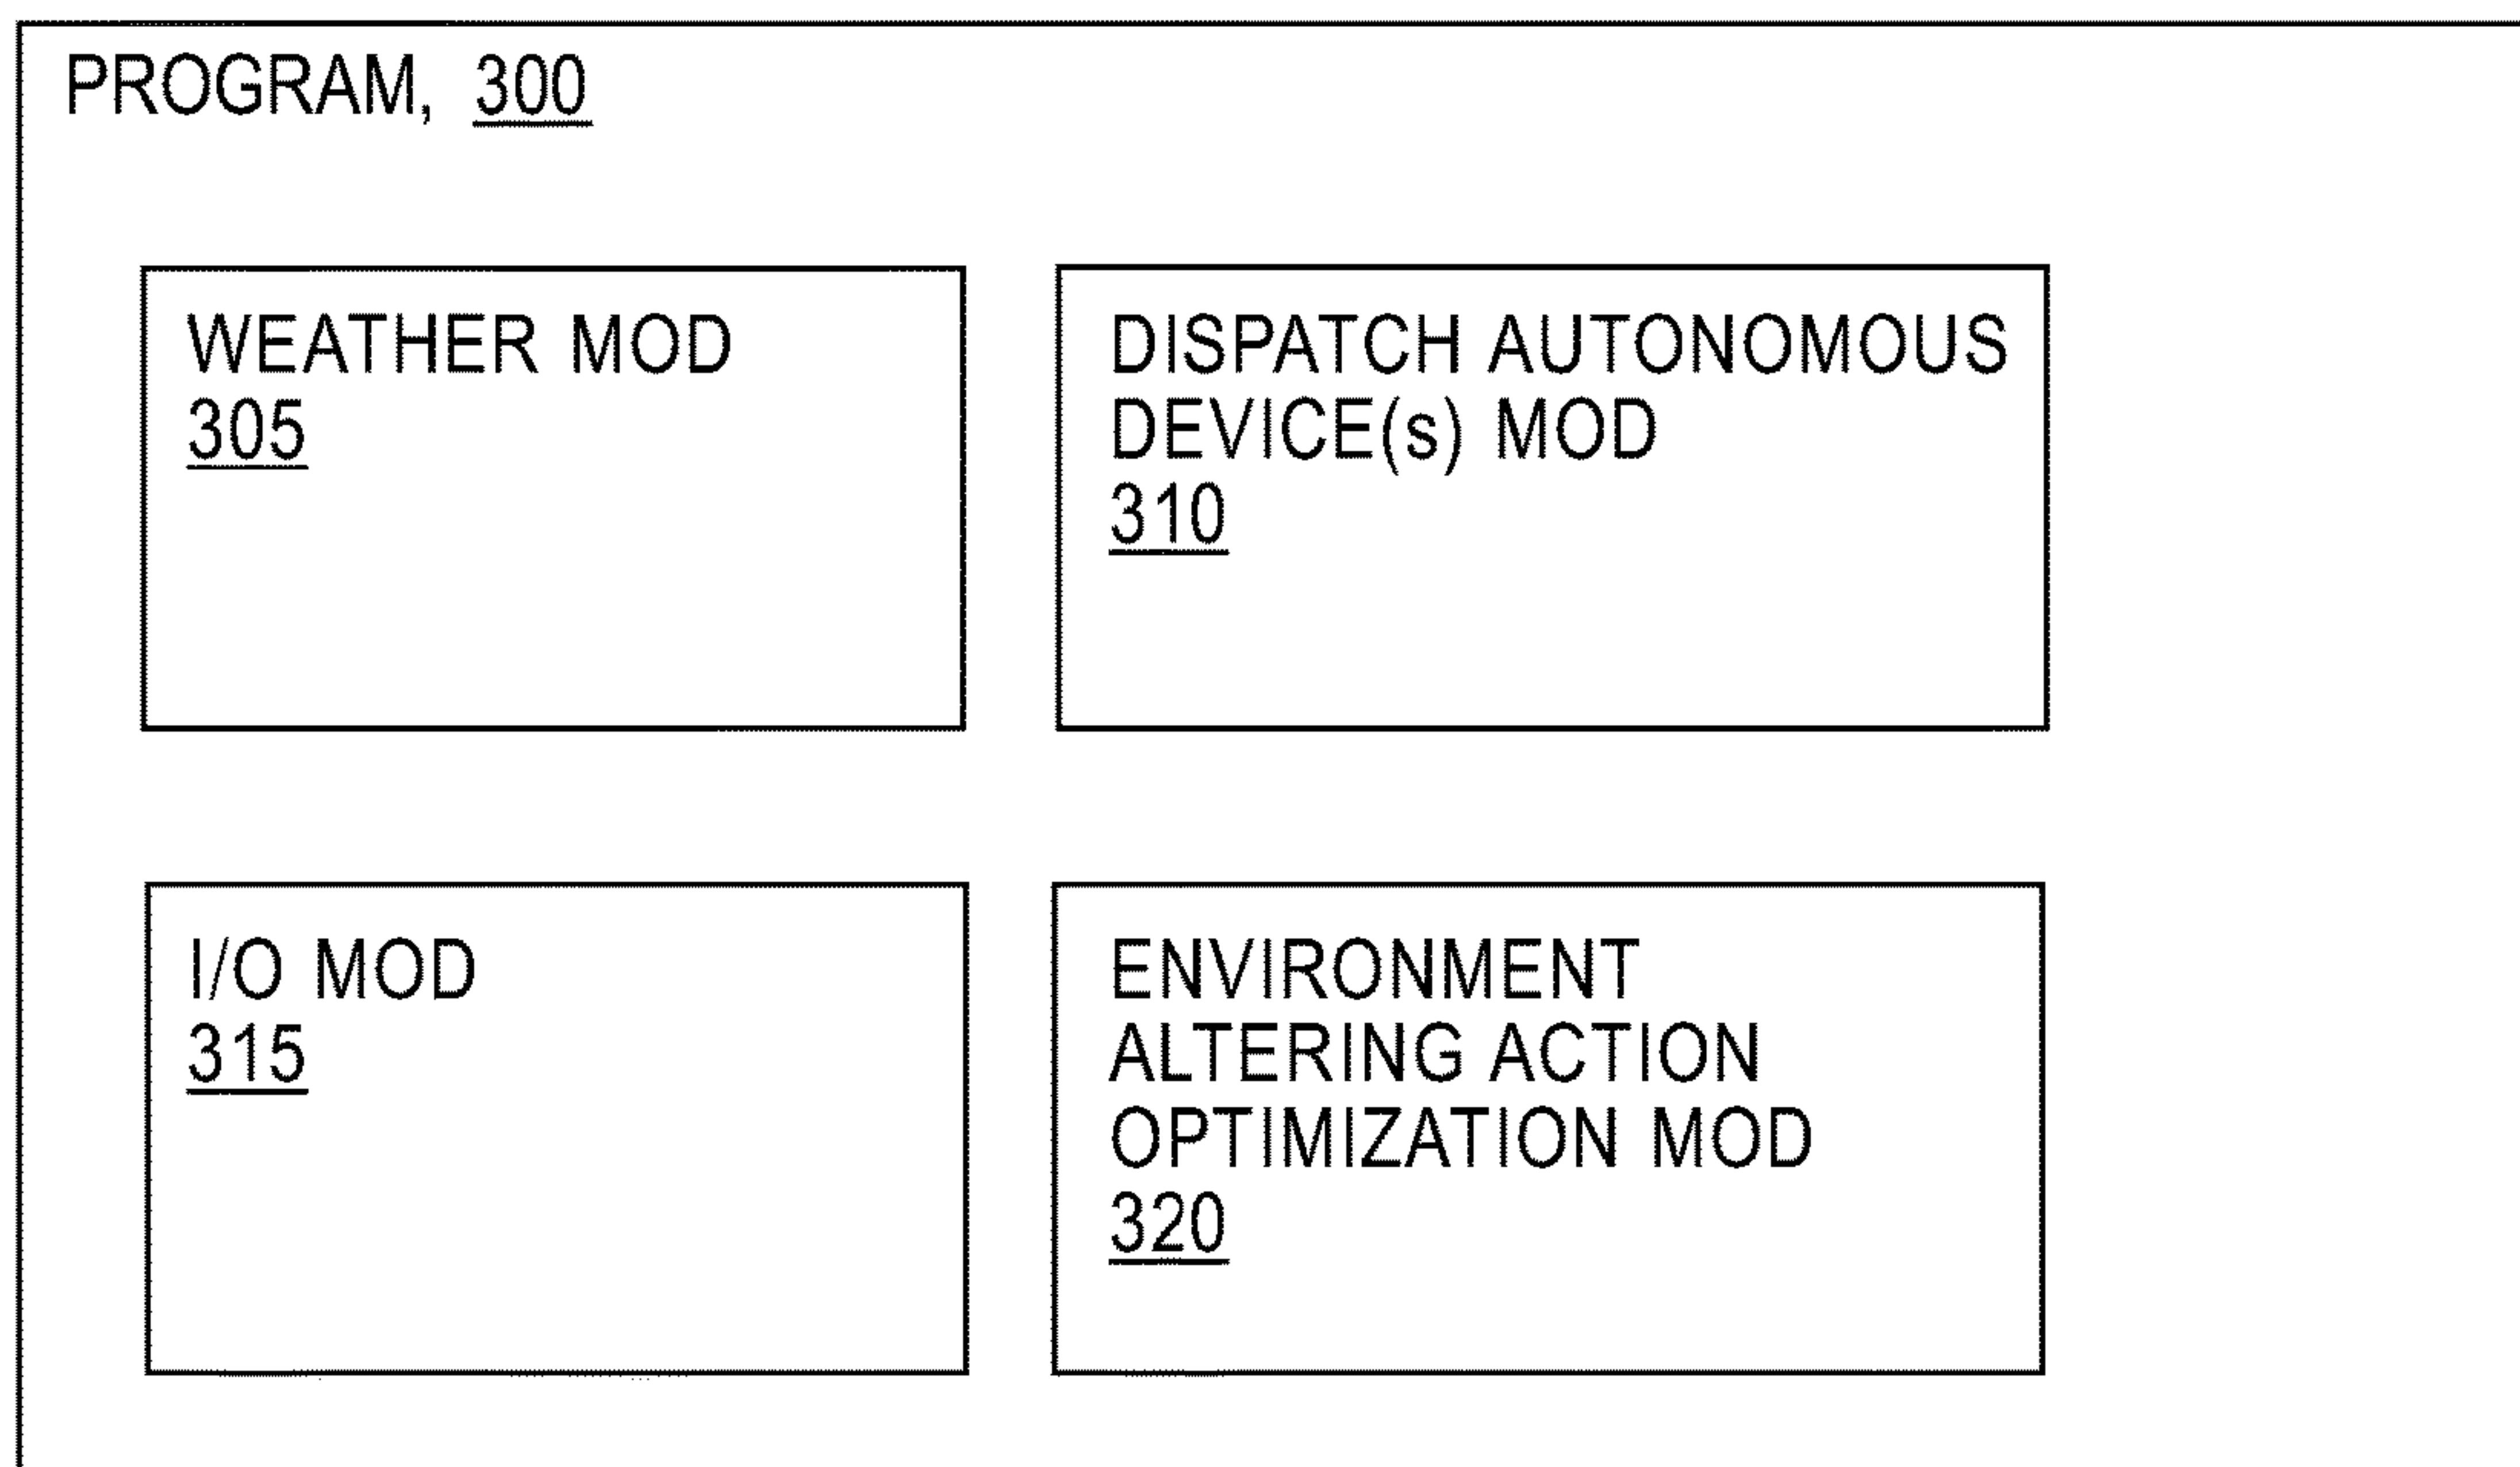 PROGRAM, 300
WEATHER MOD
305
DISPATCH AUTONOMOUS
DEVICE(s) MOD
310
I/O MOD
315
ENVIRONMENT
ALTERING ACTION
OPTIMIZATION MOD
320